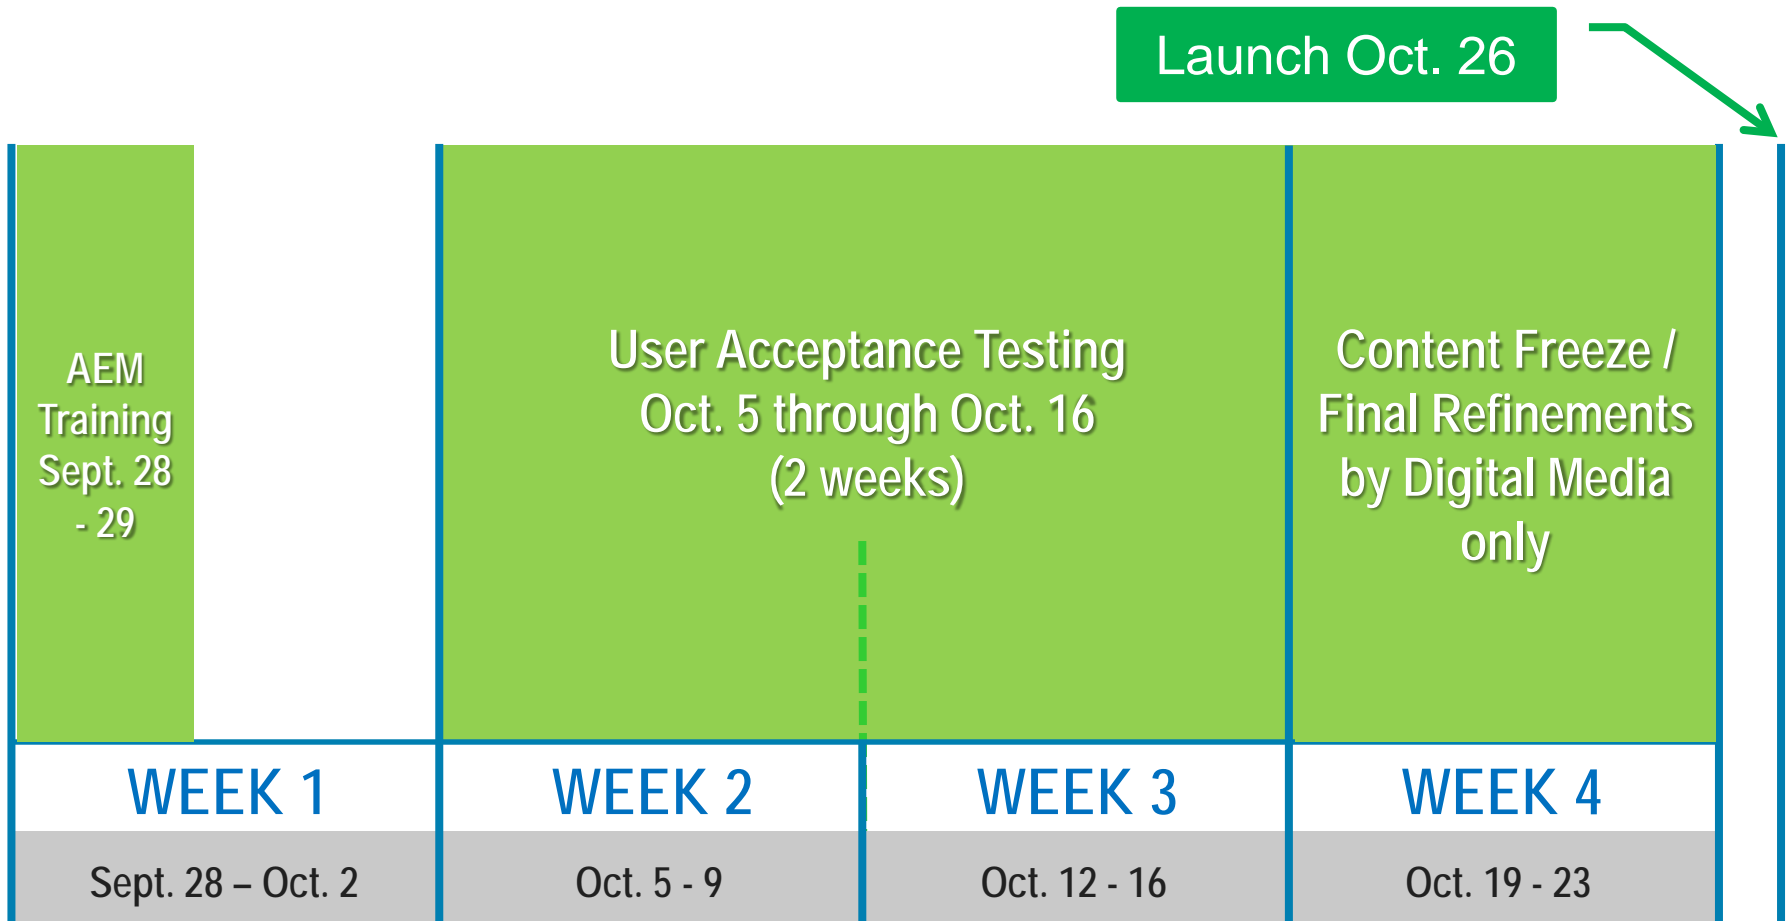 Launch Oct. 26
AEM
Training
Sept. 28
- 29
User Acceptance Testing
Oct. 5 through Oct. 16
(2 weeks)
Content Freeze /
Final Refinements
by Digital Media
only
WEEK 1
WEEK 2
WEEK 3
WEEK 4
Sept. 28 – Oct. 2
Oct. 5 - 9
Oct. 12 - 16
Oct. 19 - 23